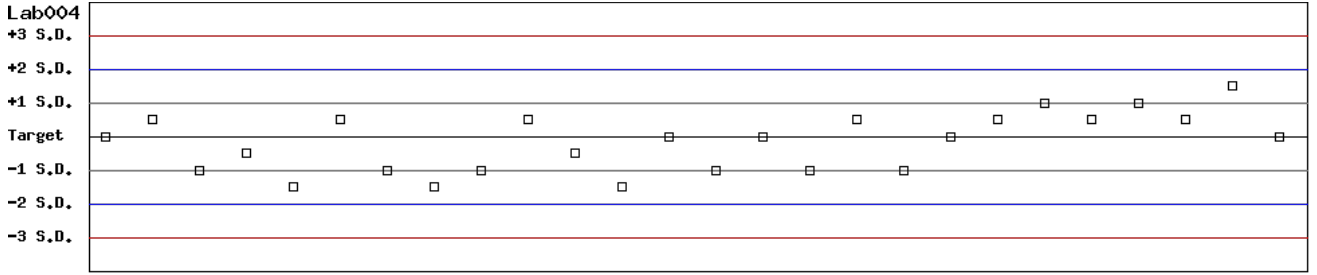 Lab004
+3 S.D.
+2 S.D.
+1 S.D.
Target
-1 S.D.
-2 S.D.
-3 S.D.